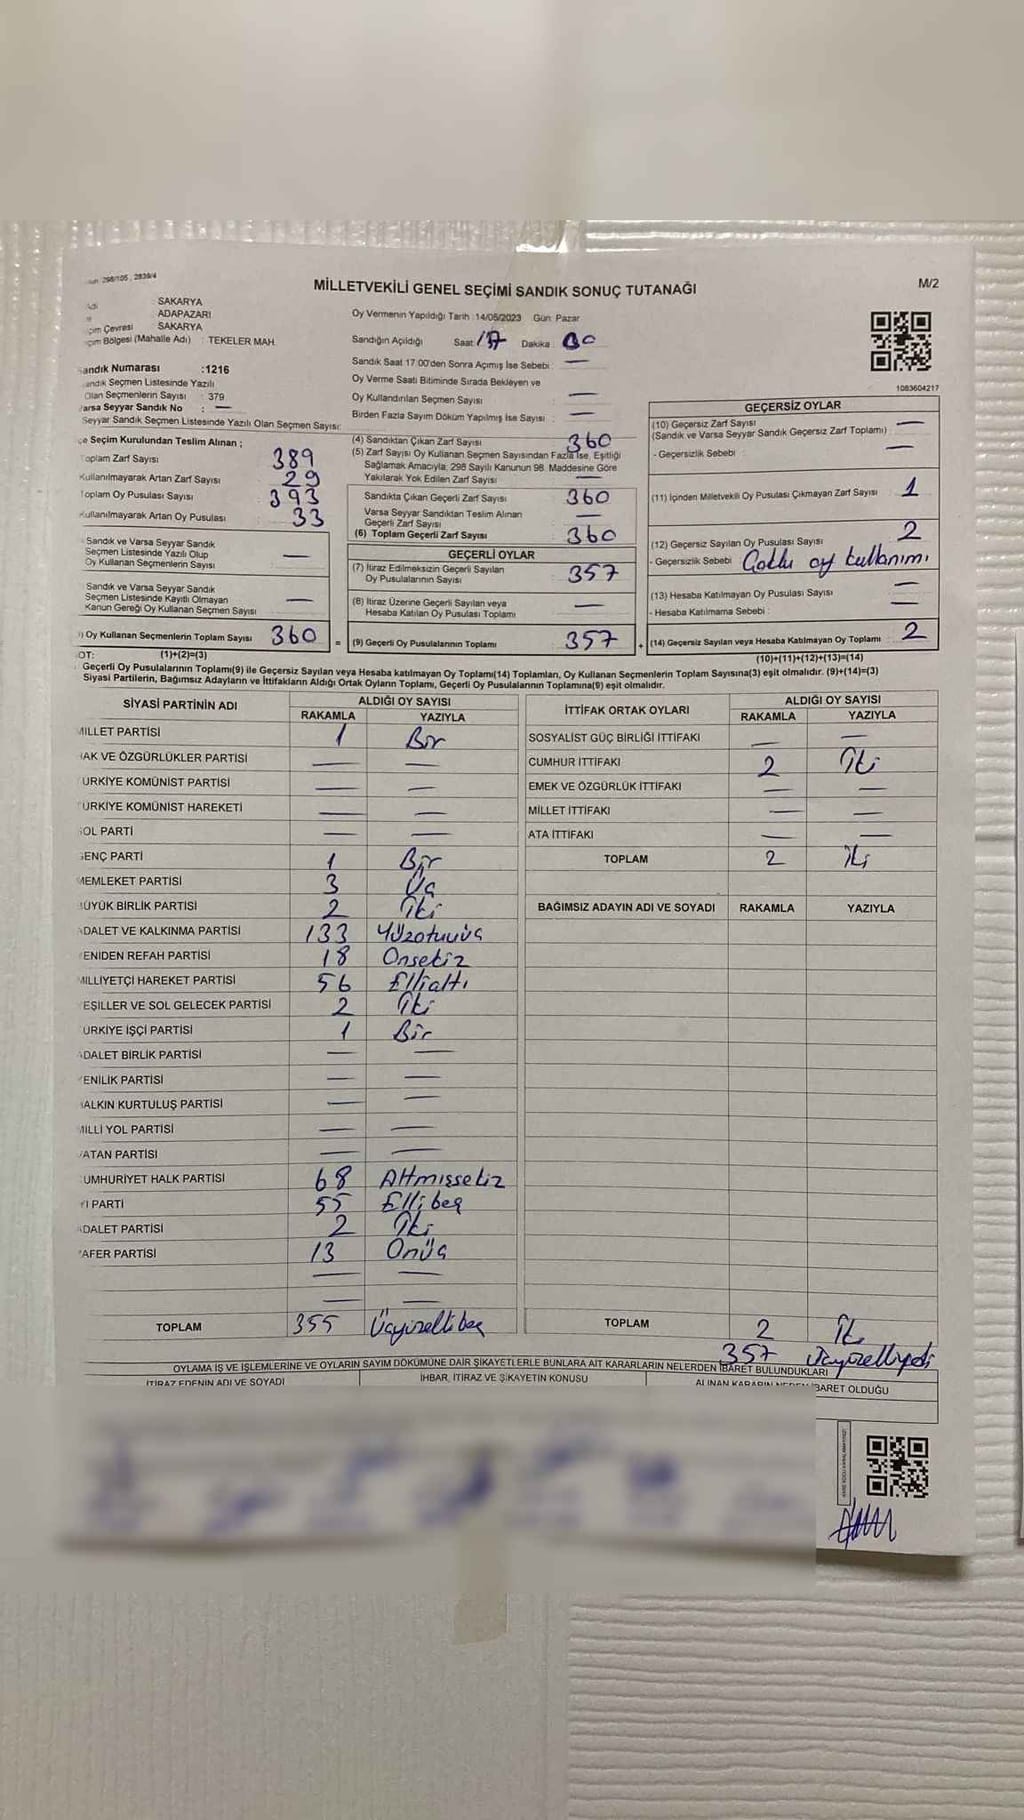 298/105 , 2839/4
MİLLETVEKİLİ GENEL SEÇİMİ SANDIK SONUÇ TUTANAĞI
M/2
SAKARYA
ADAPAZARI
çim Çevresi SAKARYA
çim Bölgesi (Mahalle Adı) : TEKELER MAH.
Oy Vermenin Yapıldığı Tarih :14/05/2023 Gün: Pazar
Sandığın Açıldığı Saat 17 Dakika 00
andık Numarası :1216
andık Seçmen Listesinde Yazılı
Olan Seçmenlerin Sayısı : 379
arsa Seyyar Sandık No : —
Seyyar Sandık Seçmen Listesinde Yazılı Olan Seçmen Sayısı:
Sandık Saat 17:00'den Sonra Açımış İse Sebebi : —
Oy Verme Saati Bitiminde Sırada Bekleyen ve
Oy Kullandırılan Seçmen Sayısı —
Birden Fazla Sayım Döküm Yapılmış İse Sayısı : —
1083604217
çe Seçim Kurulundan Teslim Alınan ;
oplam Zarf Sayısı 389
Kullanılmayarak Artan Zarf Sayısı 29
oplam Oy Pusulası Sayısı 393
Kullanılmayarak Artan Oy Pusulası 33
Sandık ve Varsa Seyyar Sandık
Seçmen Listesinde Yazılı Olup
Oy Kullanan Seçmenlerin Sayısı —
Sandık ve Varsa Seyyar Sandık
Seçmen Listesinde Kayıtlı Olmayan
Kanun Gereği Oy Kullanan Seçmen Sayısı —
) Oy Kullanan Seçmenlerin Toplam Sayısı 360 =
(1)+(2)=(3)
(4) Sandıktan Çıkan Zarf Sayısı 360
(5) Zarf Sayısı Oy Kullanan Seçmen Sayısından Fazla İse, Eşitliği
Sağlamak Amacıyla, 298 Sayılı Kanunun 98. Maddesine Göre
Yakılarak Yok Edilen Zarf Sayısı —
Sandıkta Çıkan Geçerli Zarf Sayısı 360
Varsa Seyyar Sandıktan Teslim Alınan
Geçerli Zarf Sayısı —
(6) Toplam Geçerli Zarf Sayısı 360
GEÇERLİ OYLAR
(7) İtiraz Edilmeksizin Geçerli Sayılan
Oy Pusulalarının Sayısı 357
(8) İtiraz Üzerine Geçerli Sayılan veya
Hesaba Katılan Oy Pusulası Toplamı —
(9) Geçerli Oy Pusulalarının Toplamı 357 +
GEÇERSİZ OYLAR
(10) Geçersiz Zarf Sayısı —
(Sandık ve Varsa Seyyar Sandık Geçersiz Zarf Toplamı)
- Geçersizlik Sebebi : —
(11) İçinden Milletvekili Oy Pusulası Çıkmayan Zarf Sayısı 1
(12) Geçersiz Sayılan Oy Pusulası Sayısı 2
- Geçersizlik Sebebi Çoklu oy kullanımı
(13) Hesaba Katılmayan Oy Pusulası Sayısı —
- Hesaba Katılmama Sebebi : —
(14) Geçersiz Sayılan veya Hesaba Katılmayan Oy Toplamı 2
(10)+(11)+(12)+(13)=(14)
OT:
Geçerli Oy Pusulalarının Toplamı(9) ile Geçersiz Sayılan veya Hesaba katılmayan Oy Toplamı(14) Toplamları, Oy Kullanan Seçmenlerin Toplam Sayısına(3) eşit olmalıdır. (9)+(14)=(3)
Siyasi Partilerin, Bağımsız Adayların ve İttifakların Aldığı Ortak Oyların Toplamı, Geçerli Oy Pusulalarının Toplamına(9) eşit olmalıdır.
SİYASİ PARTİNİN ADI ALDIĞI OY SAYISI
RAKAMLA YAZIYLA
MİLLET PARTİSİ 1 Bir
AK VE ÖZGÜRLÜKLER PARTİSİ — —
ÜRKİYE KOMÜNİST PARTİSİ — —
ÜRKİYE KOMÜNİST HAREKETİ — —
SOL PARTİ — —
GENÇ PARTİ 1 Bir
MEMLEKET PARTİSİ 3 Üç
BÜYÜK BİRLİK PARTİSİ 2 İki
ADALET VE KALKINMA PARTİSİ 133 Yüzotuzüç
YENİDEN REFAH PARTİSİ 18 Onsekiz
MİLLİYETÇİ HAREKET PARTİSİ 56 Ellialtı
YEŞİLLER VE SOL GELECEK PARTİSİ 2 İki
ÜRKİYE İŞÇİ PARTİSİ 1 Bir
ADALET BİRLİK PARTİSİ — —
YENİLİK PARTİSİ — —
HALKIN KURTULUŞ PARTİSİ — —
MİLLİ YOL PARTİSİ — —
VATAN PARTİSİ — —
CUMHURİYET HALK PARTİSİ 68 Altmışsekiz
İYİ PARTİ 55 Ellibeş
ADALET PARTİSİ 2 İki
ZAFER PARTİSİ 13 Onüç
— —
— —
TOPLAM 355 Üçyüzellibeş
İTTİFAK ORTAK OYLARI ALDIĞI OY SAYISI
RAKAMLA YAZIYLA
SOSYALİST GÜÇ BİRLİĞİ İTTİFAKI — —
CUMHUR İTTİFAKI 2 İki
EMEK VE ÖZGÜRLÜK İTTİFAKI — —
MİLLET İTTİFAKI — —
ATA İTTİFAKI — —
TOPLAM 2 İki
BAĞIMSIZ ADAYIN ADI VE SOYADI RAKAMLA YAZIYLA
TOPLAM 2 İki
357 Üçyüzelliyedi
OYLAMA İŞ VE İŞLEMLERİNE VE OYLARIN SAYIM DÖKÜMÜNE DAİR ŞİKAYETLERLE BUNLARA AİT KARARLARIN NELERDEN İBARET BULUNDUKLARI
İTİRAZ EDENİN ADI VE SOYADI İHBAR, İTİRAZ VE ŞİKAYETİN KONUSU ALINAN KARARIN NEDEN İBARET OLDUĞU